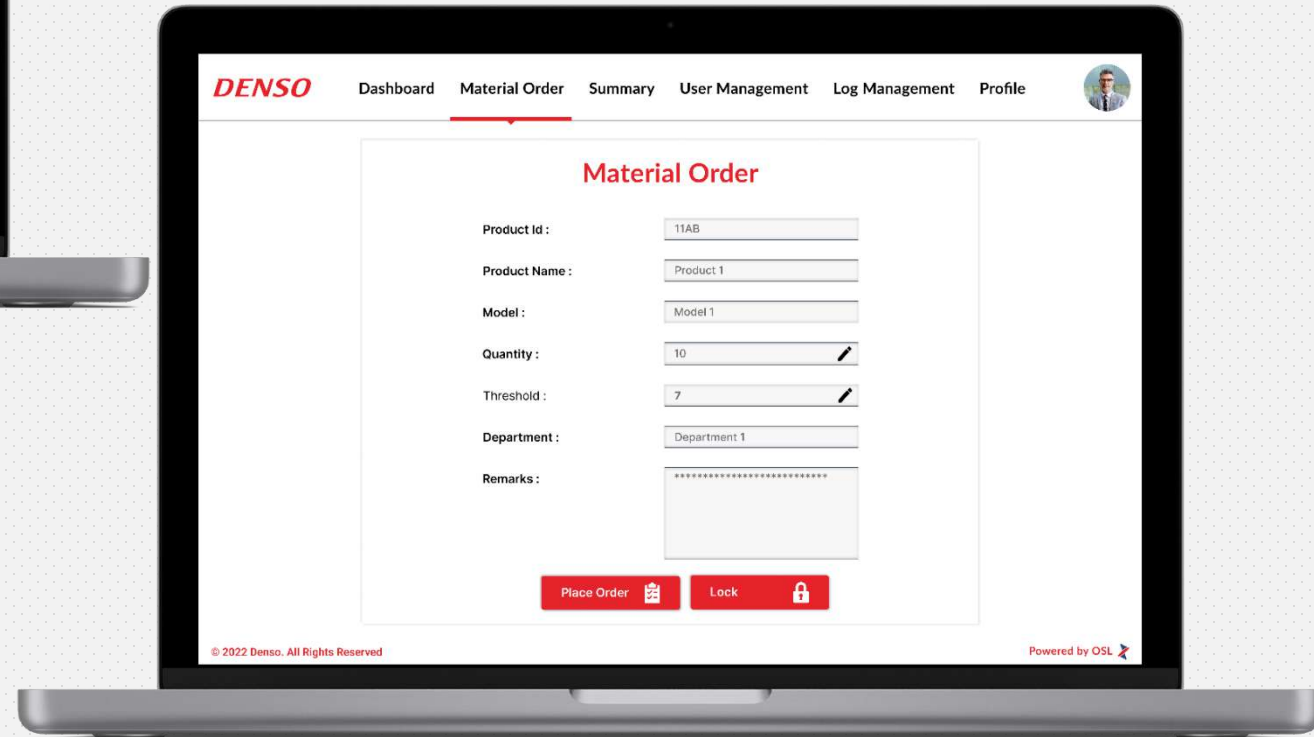 DENSO Dashboard Material Order Summary User Management Log Management Profile
Material Order
Product Id : 11AB
Product Name : Product 1
Model : Model 1
Quantity : 10
Threshold : 7
Department : Department 1
Remarks : **************************
Place Order Lock
© 2022 Denso. All Rights Reserved Powered by OSL